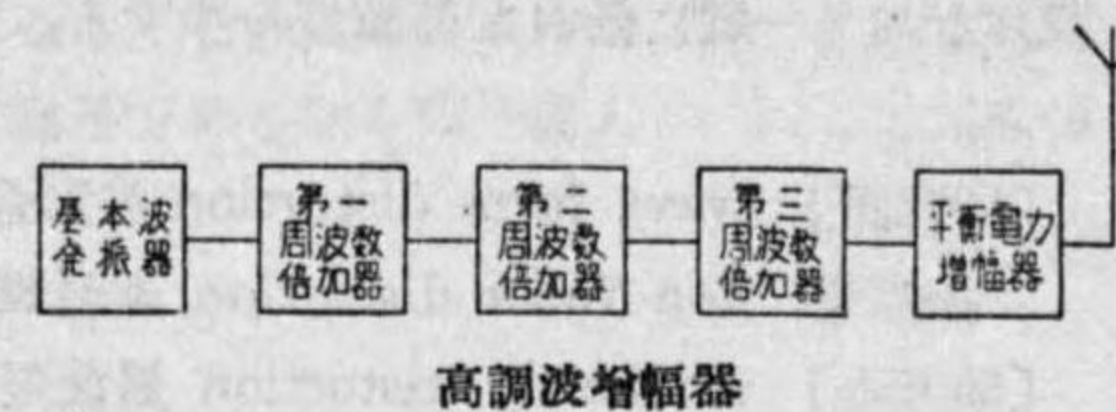 基本波
発振器
第一
周波数
倍加器
第二
周波数
倍加器
第三
周波数
倍加器
平衡電力
増幅器
高調波増幅器